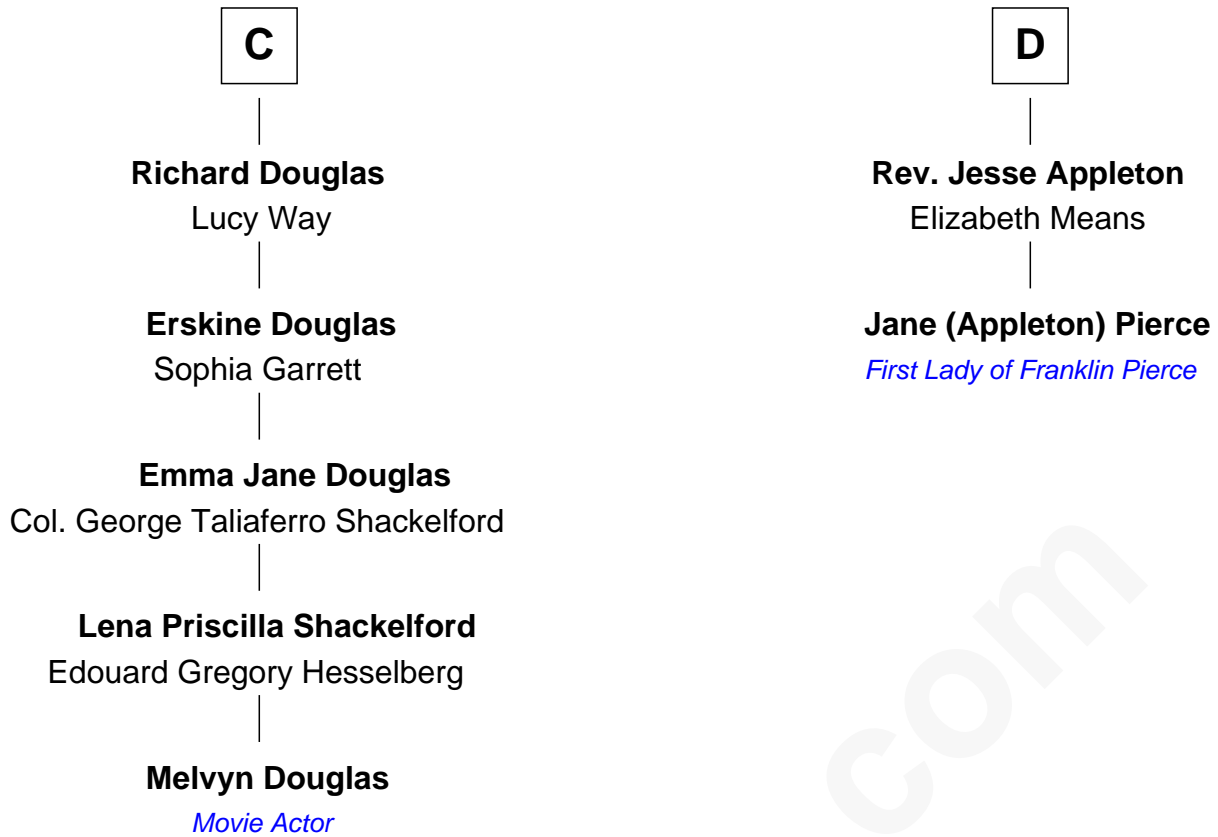 C
Richard Douglas
Lucy Way
Erskine Douglas
Sophia Garrett
Emma Jane Douglas
Col. George Taliaferro Shackelford
Lena Priscilla Shackelford
Edouard Gregory Hesselberg
Melvyn Douglas
Movie Actor
D
Rev. Jesse Appleton
Elizabeth Means
Jane (Appleton) Pierce
First Lady of Franklin Pierce
com